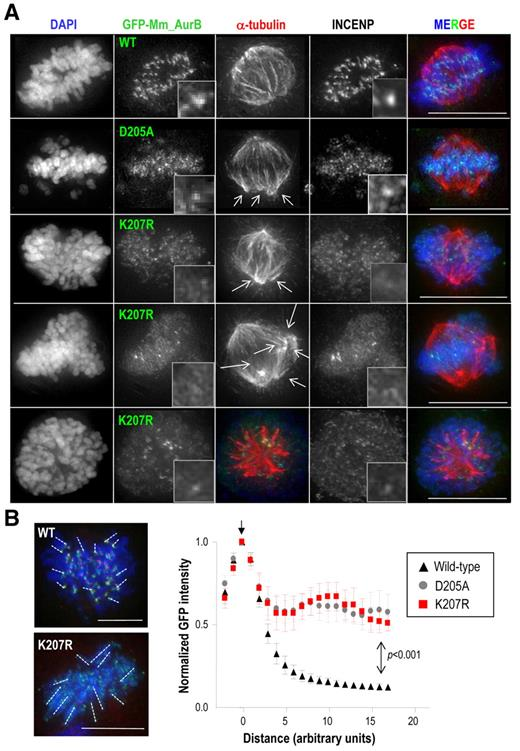 A
DAPI GFP-Mm_AurB α-tubulin INCENP MERGE
WT
D205A
K207R
K207R
K207R
B
WT
K207R
Normalized GFP intensity
1.0
0.5
0.0
0 5 10 15 20
Distance (arbitrary units)
Wild-type
D205A
K207R
p<0.001